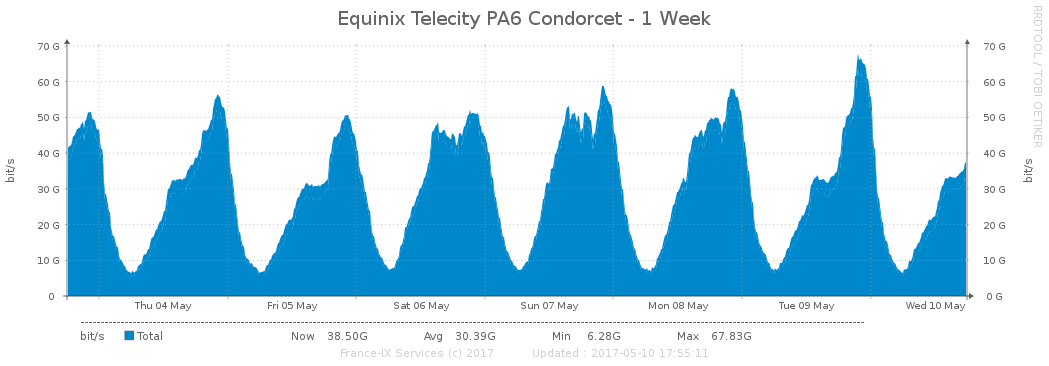 Equinix Telecity PA6 Condorcet - 1 Week
RRDTOOL / TOBI OETIKER
bit/s
70 G
60 G
50 G
40 G
30 G
20 G
10 G
0
70 G
60 G
50 G
40 G
30 G
20 G
10 G
0 G
bit/s
Thu 04 May Fri 05 May Sat 06 May Sun 07 May Mon 08 May Tue 09 May Wed 10 May
bit/s Total Now 38.50G Avg 30.39G Min 6.28G Max 67.83G
France-IX Services (c) 2017 Updated : 2017-05-10 17:55:11